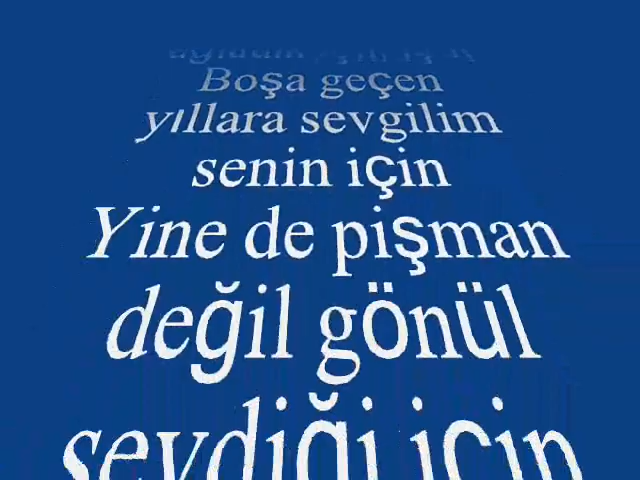 Boşa geçen
yıllara sevgilim
senin için
Yine de pişman
değil gönül
sevdiği için